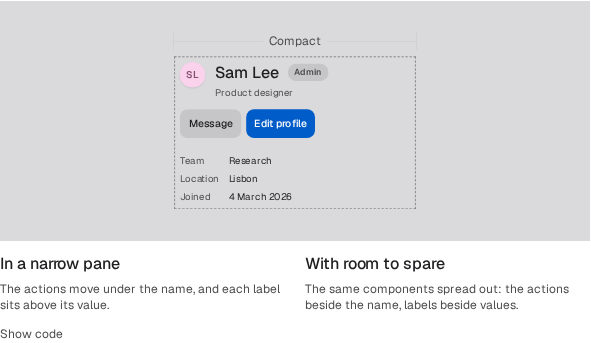 Compact
SL
Sam Lee
Admin
Product designer
Message
Edit profile
Team Research
Location Lisbon
Joined 4 March 2026
In a narrow pane
The actions move under the name, and each label
sits above its value.
With room to spare
The same components spread out: the actions
beside the name, labels beside values.
Show code